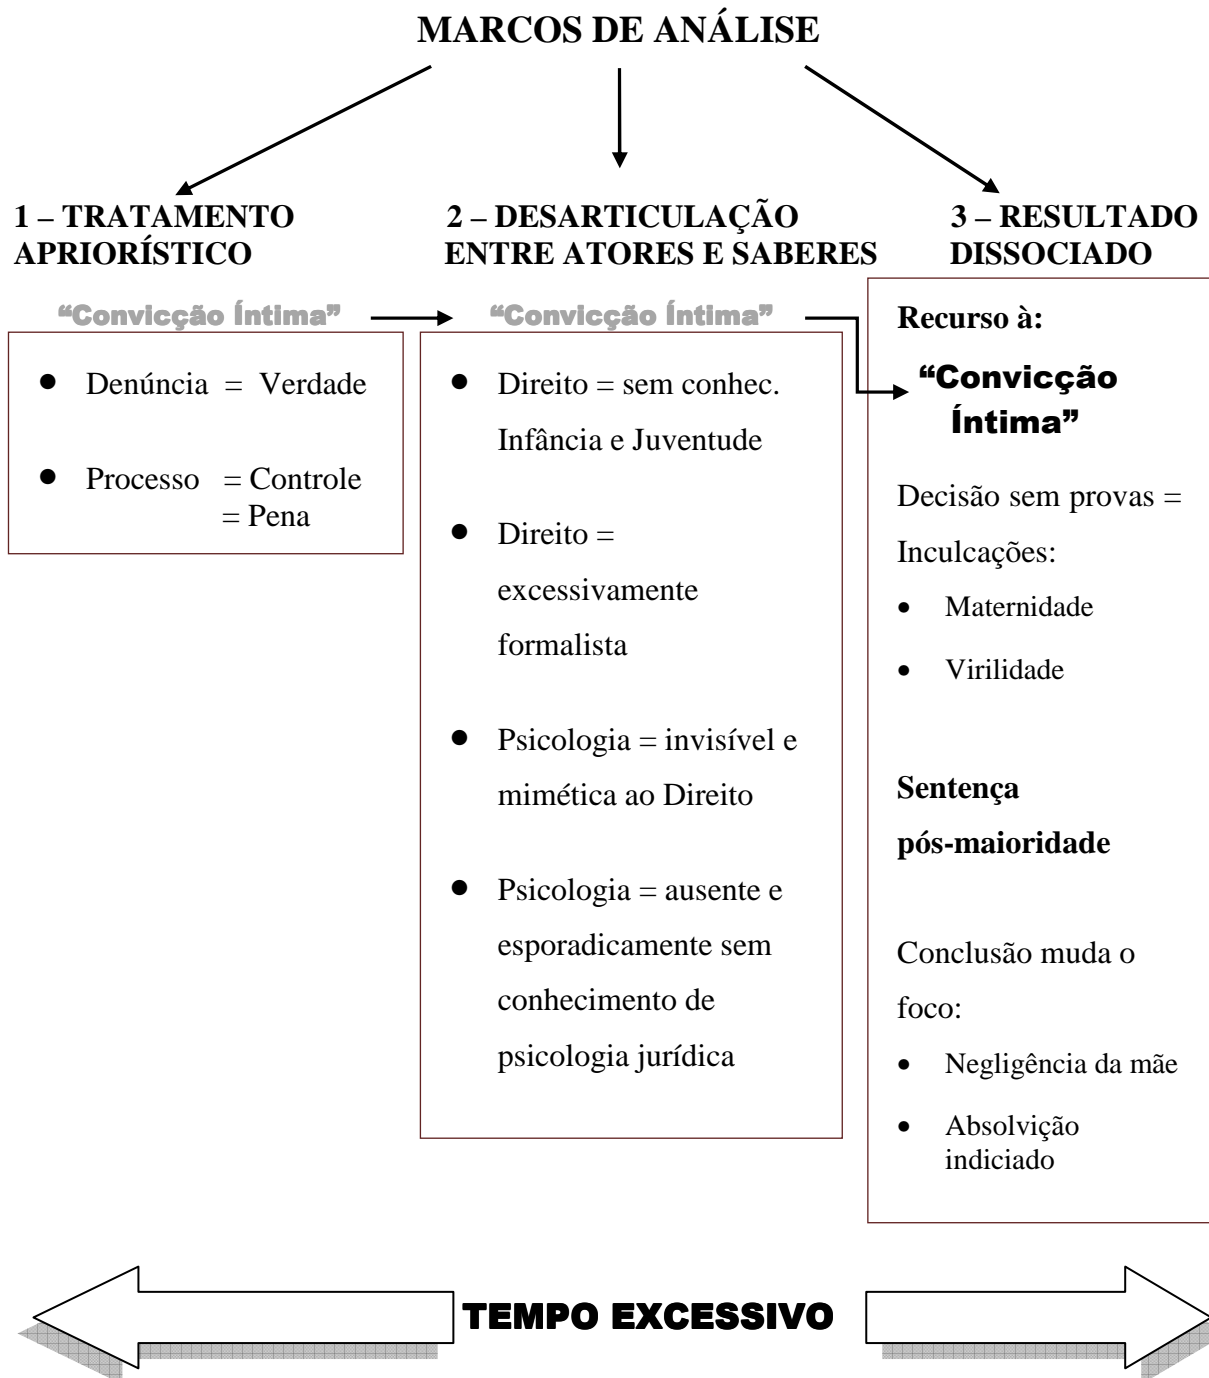 MARCOS DE ANÁLISE
1 – TRATAMENTO
APRIORÍSTICO
“Convicção Íntima”
● Denúncia = Verdade
● Processo = Controle
= Pena
2 – DESARTICULAÇÃO
ENTRE ATORES E SABERES
“Convicção Íntima”
● Direito = sem conhec.
Infância e Juventude
● Direito =
excessivamente
formalista
● Psicologia = invisível e
mimética ao Direito
● Psicologia = ausente e
esporadicamente sem
conhecimento de
psicologia jurídica
3 – RESULTADO
DISSOCIADO
Recurso à:
“Convicção
Íntima”
Decisão sem provas =
Inculcações:
• Maternidade
• Virilidade
Sentença
pós-maioridade
Conclusão muda o
foco:
• Negligência da mãe
• Absolvição
indiciado
TEMPO EXCESSIVO